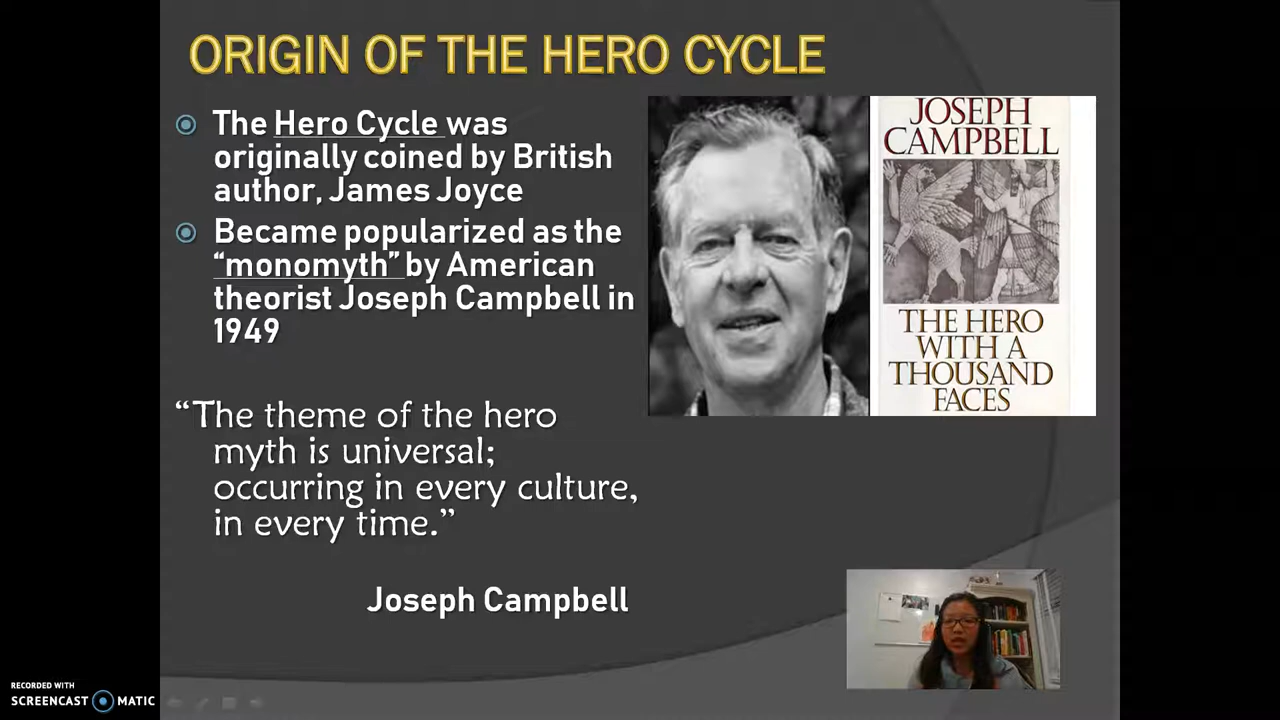 ORIGIN OF THE HERO CYCLE
The Hero Cycle was
originally coined by British
author, James Joyce
Became popularized as the
“monomyth” by American
theorist Joseph Campbell in
1949
“The theme of the hero
myth is universal;
occurring in every culture,
in every time.”
Joseph Campbell
JOSEPH
CAMPBELL
THE HERO
WITH A
THOUSAND
FACES
RECORDED WITH
SCREENCAST MATIC